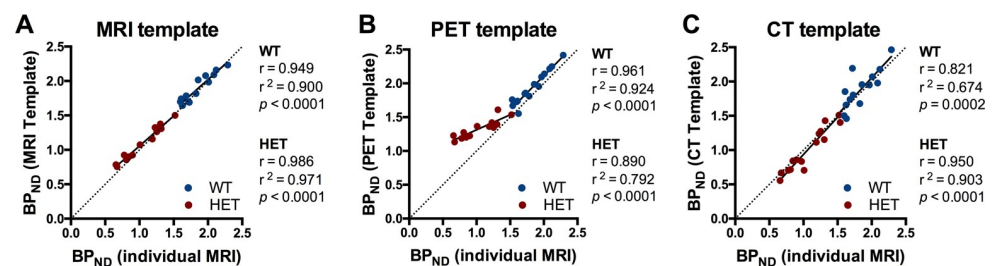 A MRI template
2.5
2.0
1.5
1.0
0.5
0.0
0.0 0.5 1.0 1.5 2.0 2.5
BPND (MRI Template)
BPND (individual MRI)
WT
HET
WT
r = 0.949
r² = 0.900
p < 0.0001
HET
r = 0.986
r² = 0.971
p < 0.0001
B PET template
2.5
2.0
1.5
1.0
0.5
0.0
0.0 0.5 1.0 1.5 2.0 2.5
BPND (PET Template)
BPND (individual MRI)
WT
HET
WT
r = 0.961
r² = 0.924
p < 0.0001
HET
r = 0.890
r² = 0.792
p < 0.0001
C CT template
2.5
2.0
1.5
1.0
0.5
0.0
0.0 0.5 1.0 1.5 2.0 2.5
BPND (CT Template)
BPND (individual MRI)
WT
HET
WT
r = 0.821
r² = 0.674
p = 0.0002
HET
r = 0.950
r² = 0.903
p < 0.0001